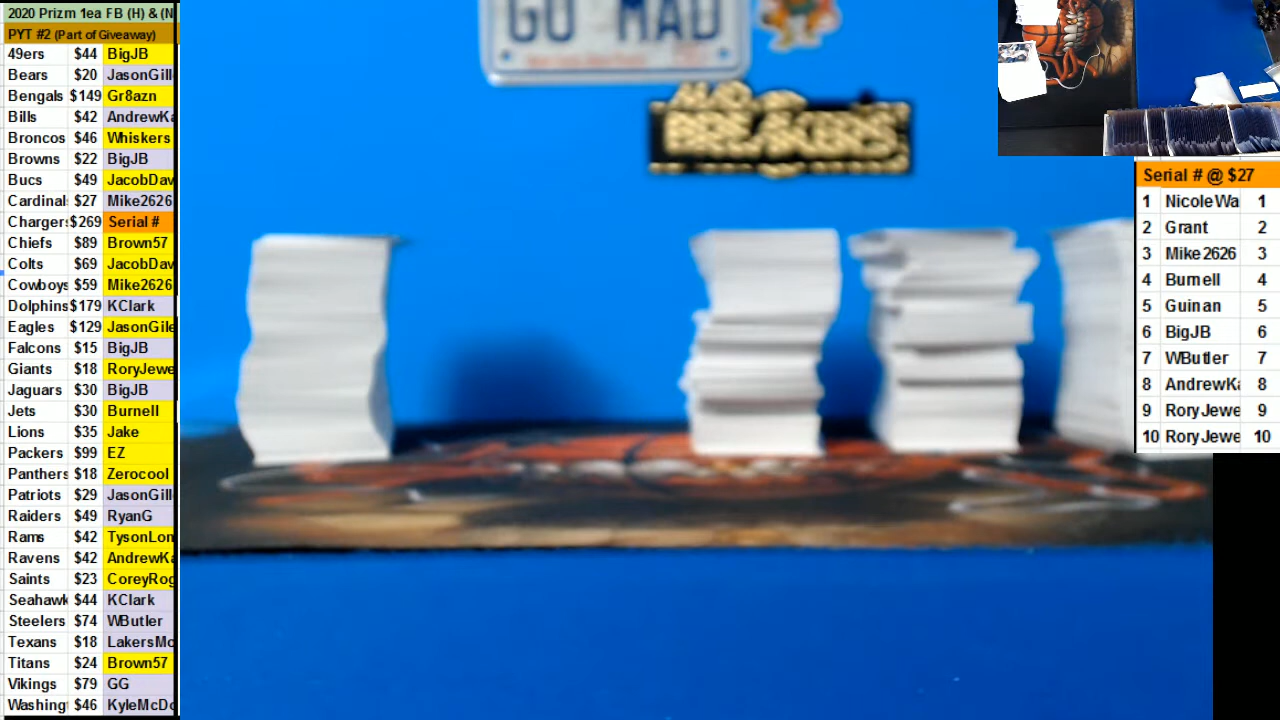 2020 Prizm 1ea FB (H) & (N
PYT #2 (Part of Giveaway)
49ers $44 BigJB
Bears $20 JasonGill
Bengals $149 Gr8azn
Bills $42 AndrewKa
Broncos $46 Whiskers
Browns $22 BigJB
Bucs $49 JacobDav
Cardinal $27 Mike2626
Charger $269 Serial #
Chiefs $89 Brown57
Colts $69 JacobDav
Cowboys $59 Mike2626
Dolphins $179 KClark
Eagles $129 JasonGile
Falcons $15 BigJB
Giants $18 RoryJewe
Jaguars $30 BigJB
Jets $30 Burnell
Lions $35 Jake
Packers $99 EZ
Panthers $18 Zerocool
Patriots $29 JasonGill
Raiders $49 RyanG
Rams $42 TysonLon
Ravens $42 AndrewKa
Saints $23 CoreyRog
Seahawk $44 KClark
Steelers $74 WButler
Texans $18 LakersMc
Titans $24 Brown57
Vikings $79 GG
Washing $46 KyleMcDo
GO MAD
BREAKERS
Serial # @ $27
1 NicoleWa 1
2 Grant 2
3 Mike2626 3
4 Burnell 4
5 Guinan 5
6 BigJB 6
7 WButler 7
8 AndrewKa 8
9 RoryJewe 9
10 RoryJewe 10